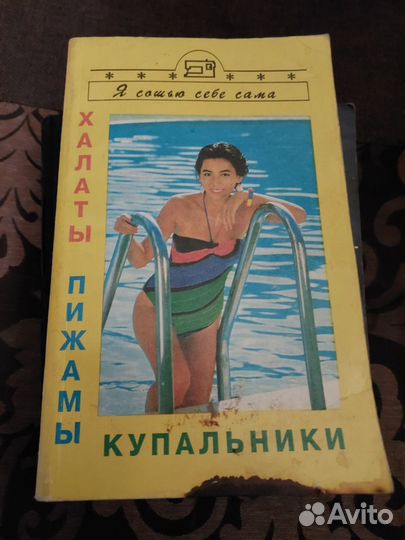 * * * * * * * * *
Я сошью себе сама
ХАЛАТЫ
ПИЖАМЫ
КУПАЛЬНИКИ
Avito